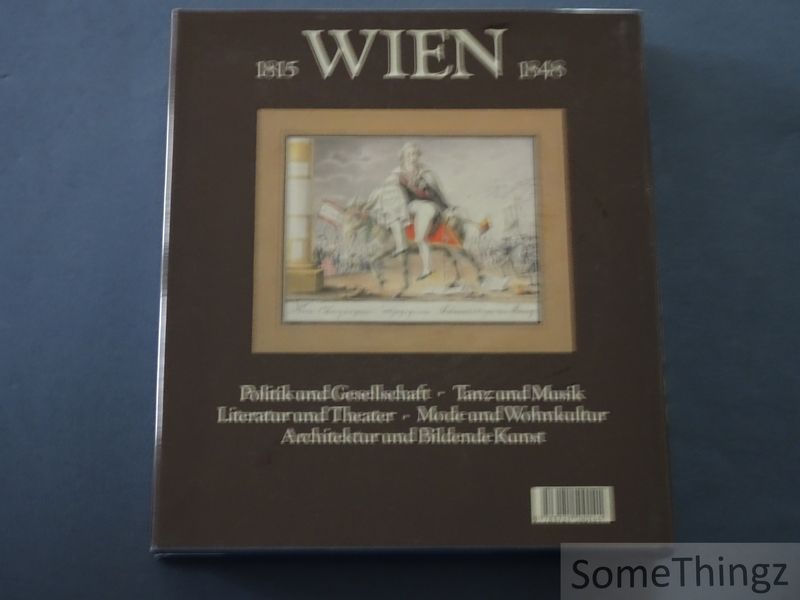 WIEN
1815 1848
Politik und Gesellschaft - Tanz und Musik
Literatur und Theater - Mode und Wohnkultur
Architektur und Bildende Kunst
SomeThingz